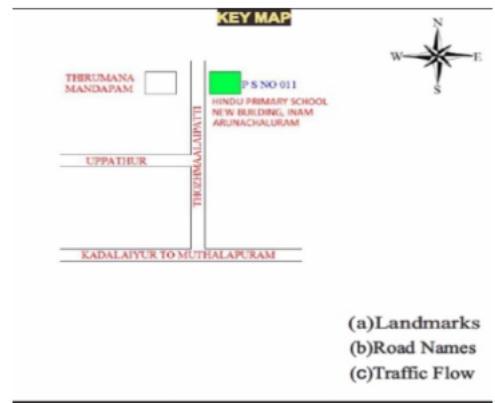 KEY MAP
N
W
E
S
THIRUMANA
MANDAPAM
P S NO 011
HINDU PRIMARY SCHOOL
NEW BUILDING, INAM
ARUNACHALURAM
THOZHMAALAIPATTI
UPPATHUR
KADALAIYUR TO MUTHALAPURAM
(a)Landmarks
(b)Road Names
(c)Traffic Flow